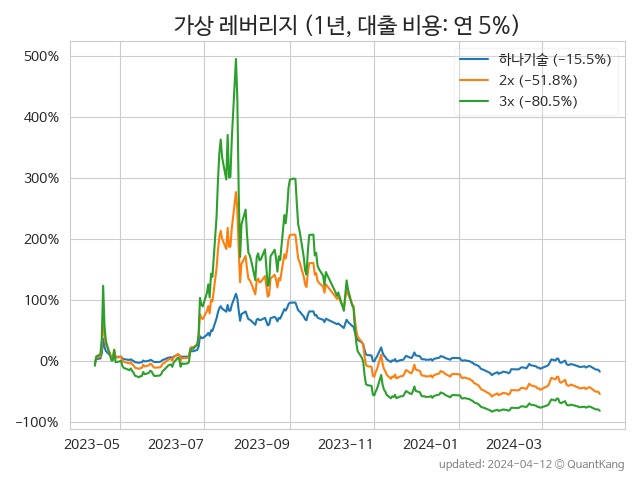 가상 레버리지 (1년, 대출 비용: 연 5%)
하나기술 (-15.5%)
2x (-51.8%)
3x (-80.5%)
500%
400%
300%
200%
100%
0%
-100%
2023-05 2023-07 2023-09 2023-11 2024-01 2024-03
updated: 2024-04-12 © QuantKang